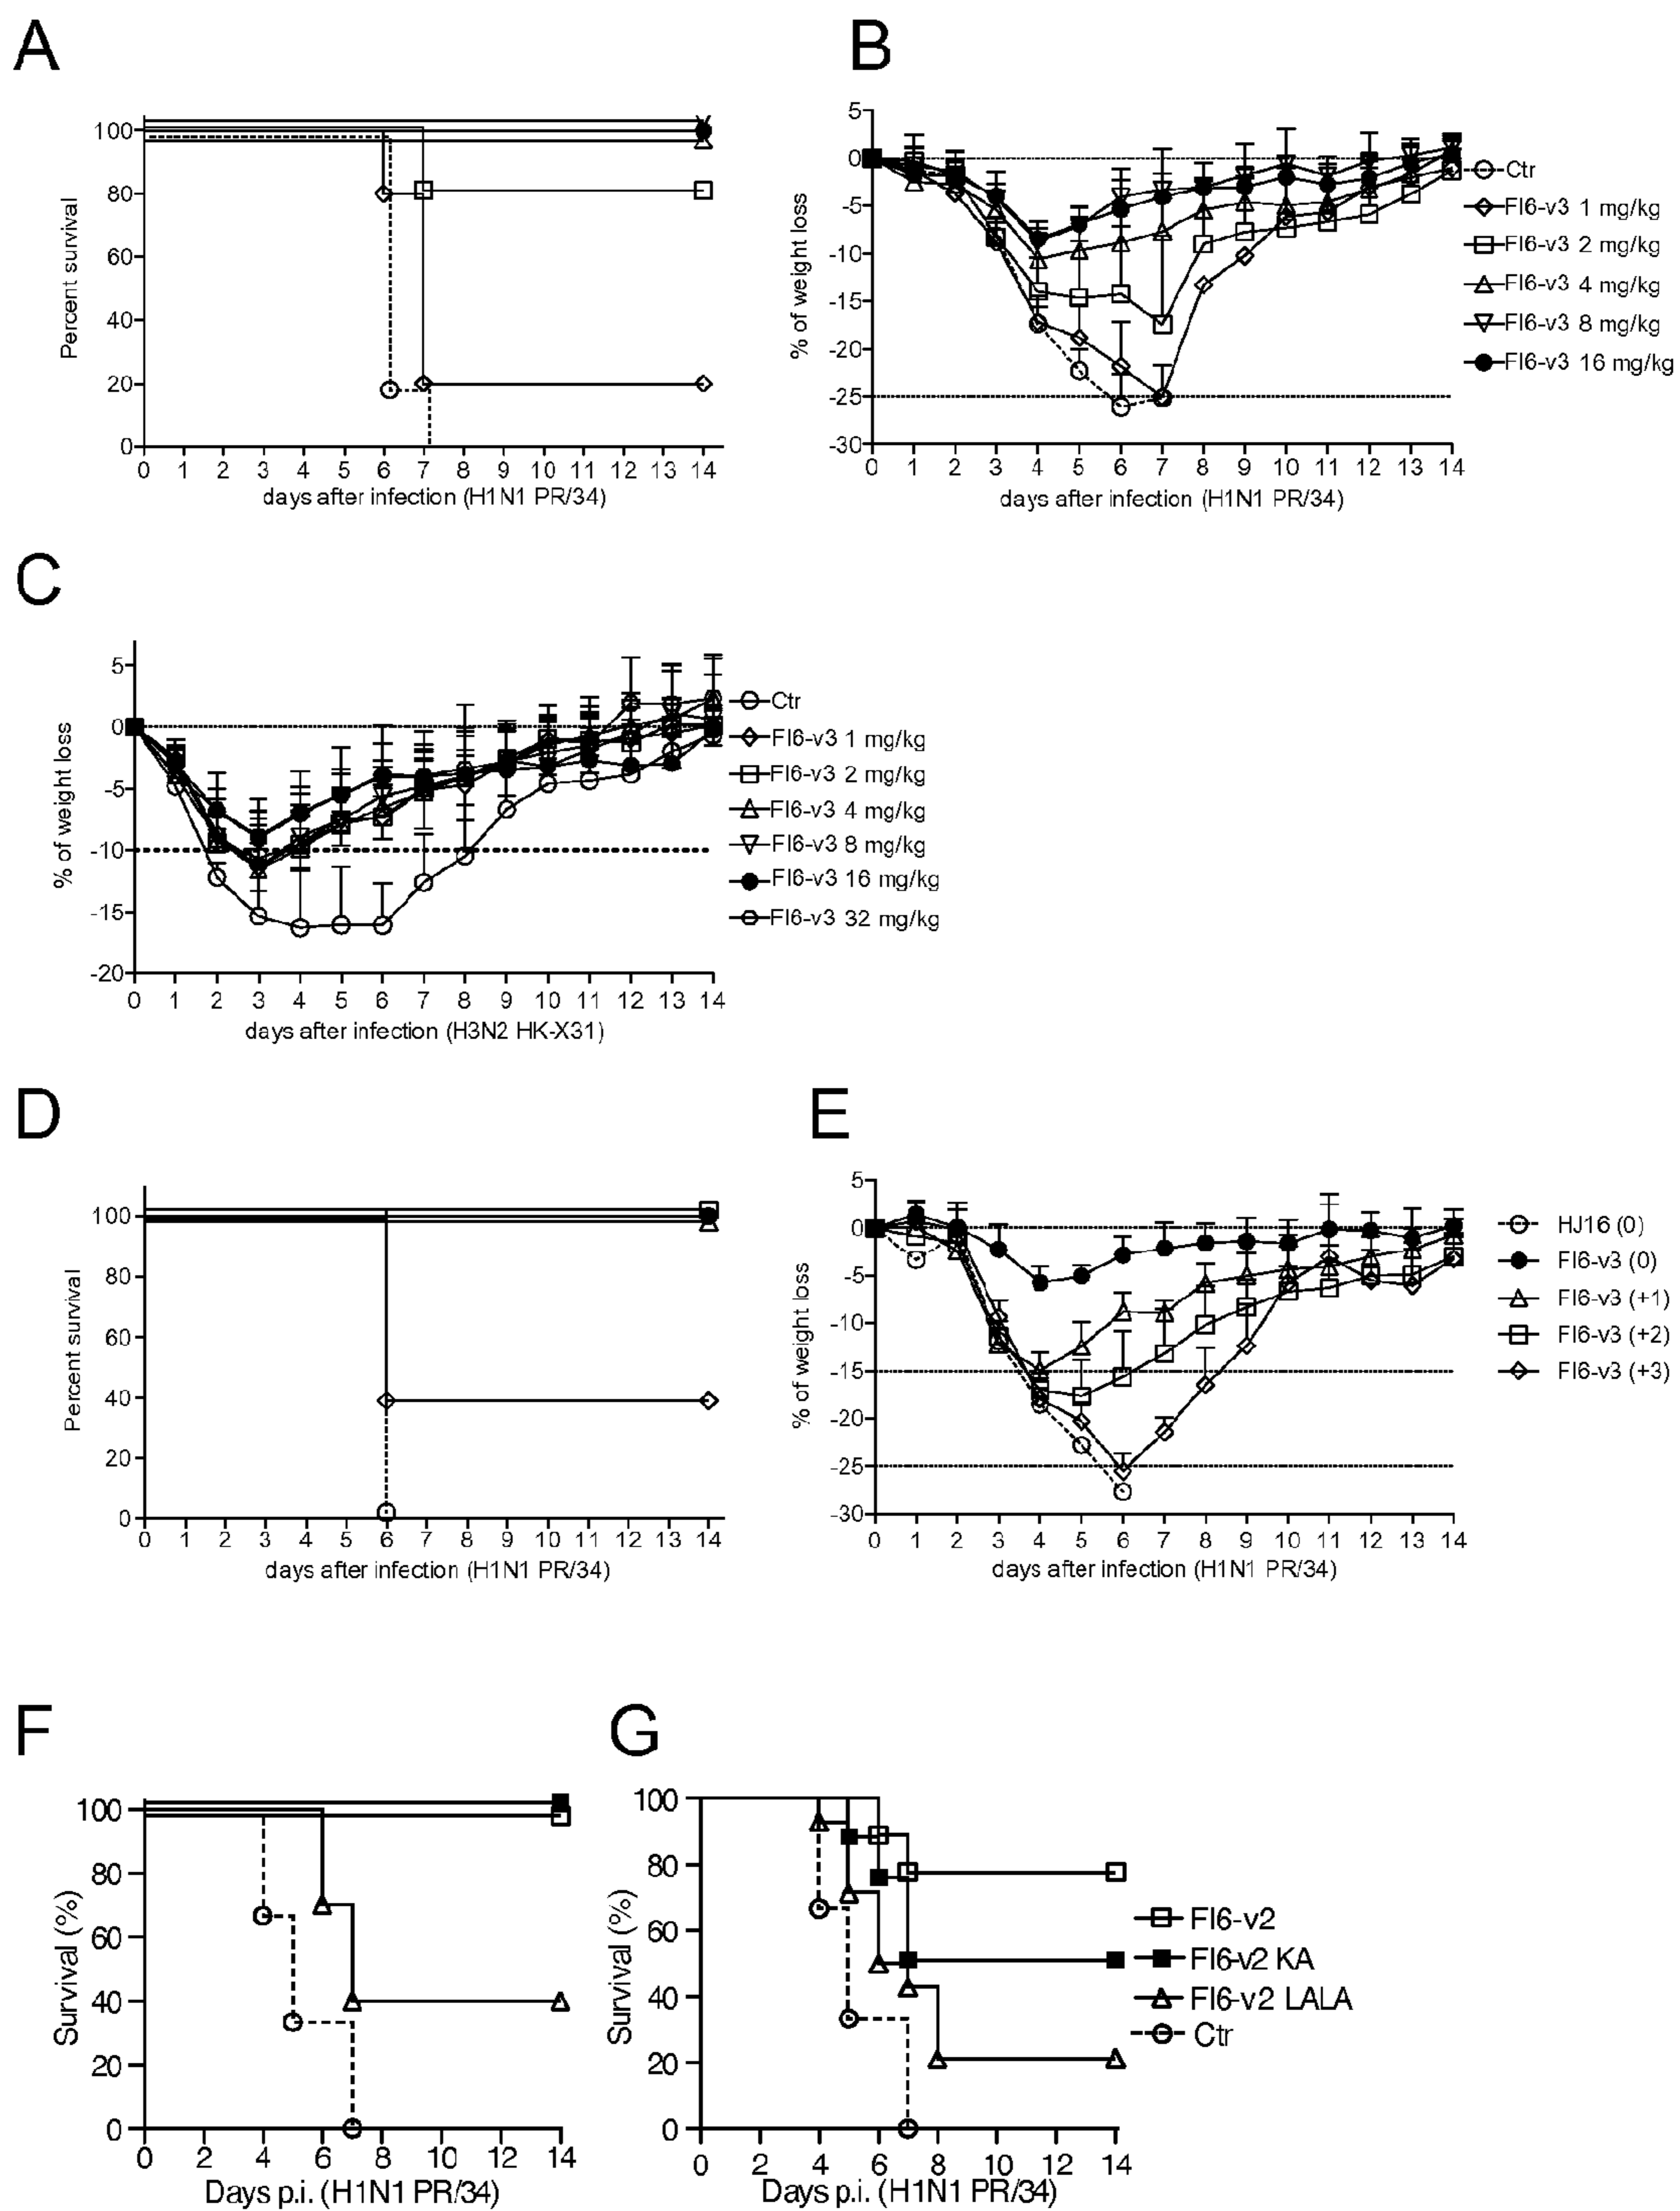 A
B
100
80
60
40
20
0
Percent survival
0 1 2 3 4 5 6 7 8 9 10 11 12 13 14
days after infection (H1N1 PR/34)
5
0
-5
-10
-15
-20
-25
-30
% of weight loss
0 1 2 3 4 5 6 7 8 9 10 11 12 13 14
days after infection (H1N1 PR/34)
Ctr
FI6-v3 1 mg/kg
FI6-v3 2 mg/kg
FI6-v3 4 mg/kg
FI6-v3 8 mg/kg
FI6-v3 16 mg/kg
C
5
0
-5
-10
-15
-20
% of weight loss
0 1 2 3 4 5 6 7 8 9 10 11 12 13 14
days after infection (H3N2 HK-X31)
Ctr
FI6-v3 1 mg/kg
FI6-v3 2 mg/kg
FI6-v3 4 mg/kg
FI6-v3 8 mg/kg
FI6-v3 16 mg/kg
FI6-v3 32 mg/kg
D
E
100
80
60
40
20
0
Percent survival
0 1 2 3 4 5 6 7 8 9 10 11 12 13 14
days after infection (H1N1 PR/34)
5
0
-5
-10
-15
-20
-25
-30
% of weight loss
0 1 2 3 4 5 6 7 8 9 10 11 12 13 14
days after infection (H1N1 PR/34)
HJ16 (0)
FI6-v3 (0)
FI6-v3 (+1)
FI6-v3 (+2)
FI6-v3 (+3)
F
G
100
80
60
40
20
0
Survival (%)
0 2 4 6 8 10 12 14
Days p.i. (H1N1 PR/34)
100
80
60
40
20
0
Survival (%)
0 2 4 6 8 10 12 14
Days p.i. (H1N1 PR/34)
FI6-v2
FI6-v2 KA
FI6-v2 LALA
Ctr